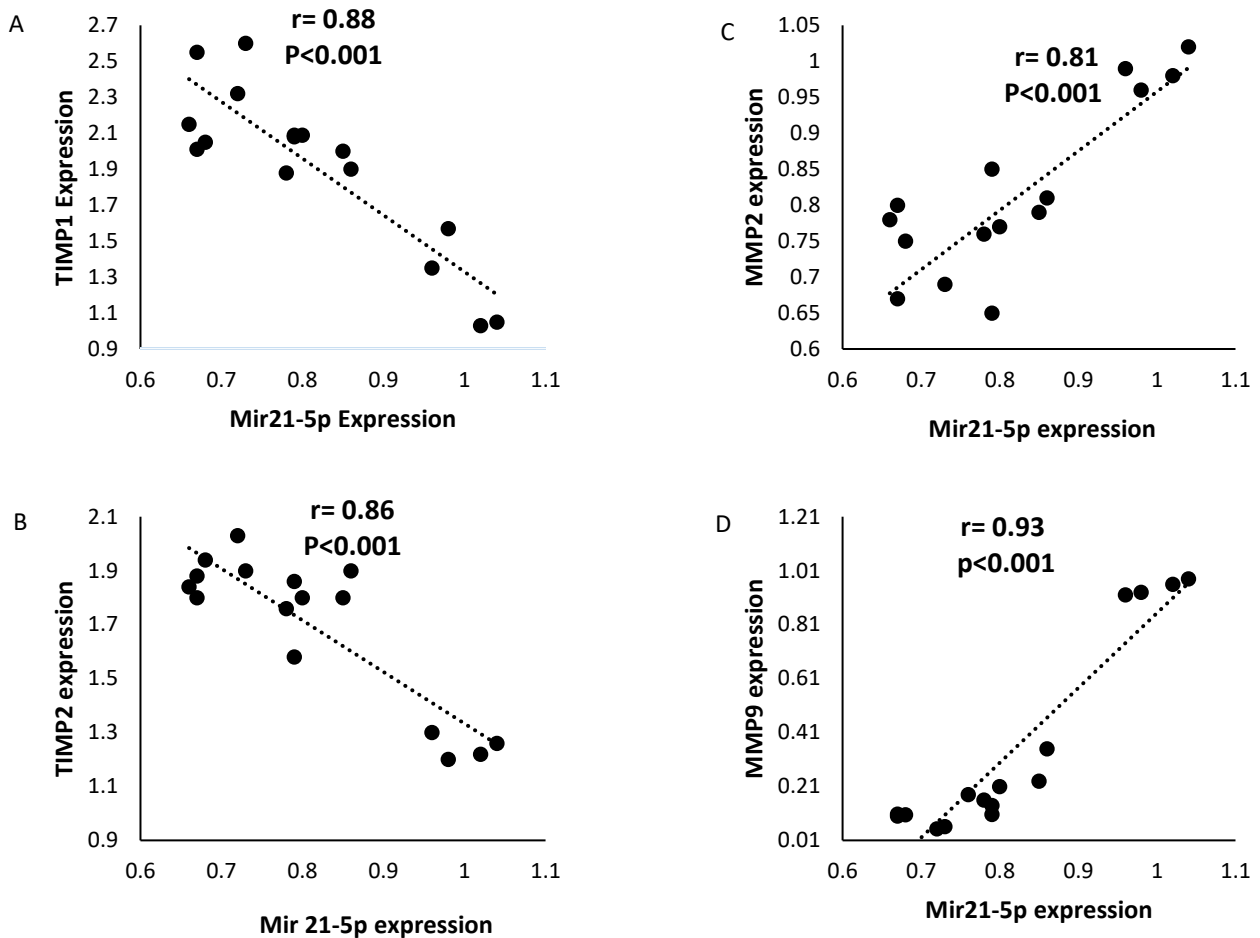 A
r= 0.88
P<0.001
TIMP1 Expression
2.7
2.5
2.3
2.1
1.9
1.7
1.5
1.3
1.1
0.9
0.6 0.7 0.8 0.9 1 1.1
Mir21-5p Expression
C
r= 0.81
P<0.001
MMP2 expression
1.05
1
0.95
0.9
0.85
0.8
0.75
0.7
0.65
0.6
0.6 0.7 0.8 0.9 1 1.1
Mir21-5p expression
B
r= 0.86
P<0.001
TIMP2 expression
2.1
1.9
1.7
1.5
1.3
1.1
0.9
0.6 0.7 0.8 0.9 1 1.1
Mir 21-5p expression
D
r= 0.93
p<0.001
MMP9 expression
1.21
1.01
0.81
0.61
0.41
0.21
0.01
0.6 0.7 0.8 0.9 1 1.1
Mir21-5p expression